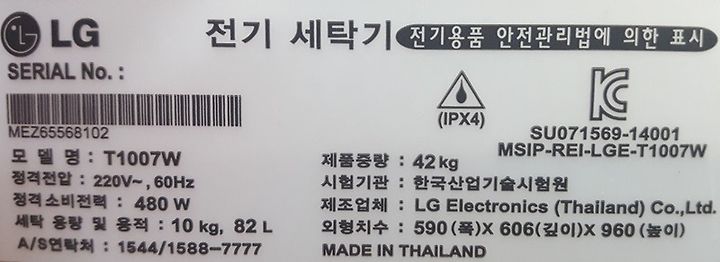 LG 전기 세탁기 전기용품 안전관리법에 의한 표시
SERIAL No. :
MEZ65568102
(IPX4)
SU071569-14001
MSIP-REI-LGE-T1007W
모 델 명 : T1007W
정격전압 : 220V~, 60Hz
정격소비전력 : 480 W
세탁 용량 및 용적 : 10 kg, 82 L
A/S연락처 : 1544/1588-7777
제품중량 : 42 kg
시험기관 : 한국산업기술시험원
제조업체 : LG Electronics (Thailand) Co.,Ltd.
외형치수 : 590 (폭)X 606(깊이)X 960 (높이)
MADE IN THAILAND